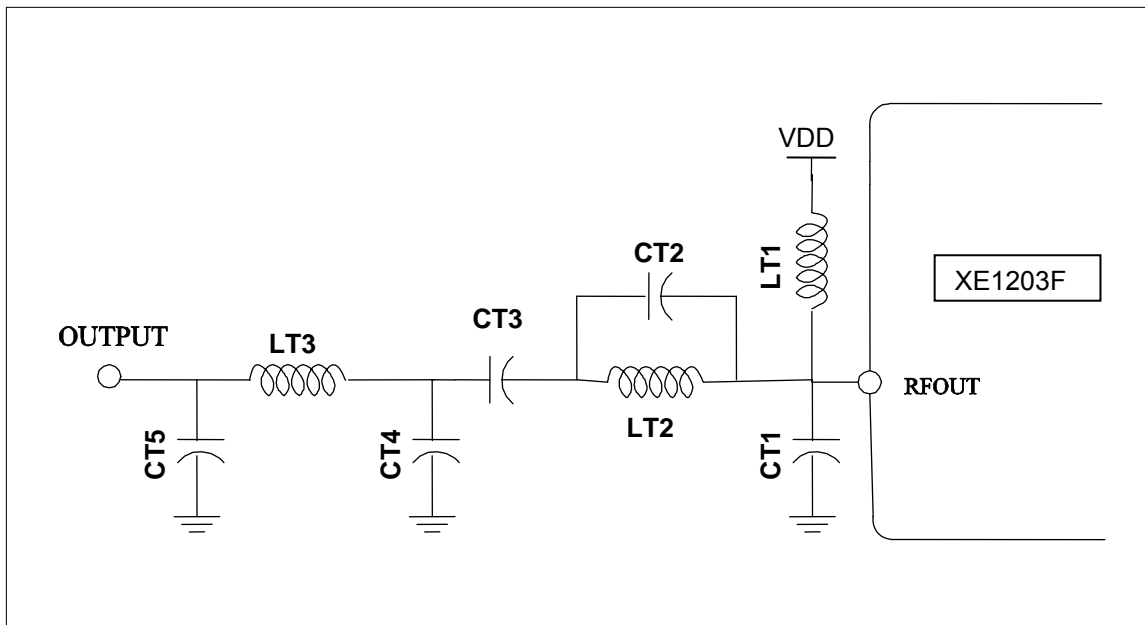 VDD
LT1
CT2
XE1203F
CT3
OUTPUT
LT3
RFOUT
LT2
CT5
CT4
CT1